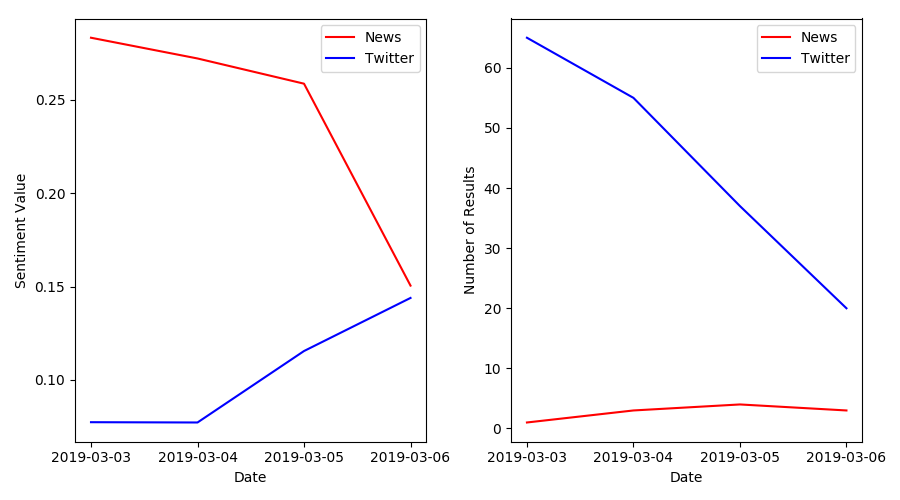 News
Twitter
0.25
0.20
0.15
0.10
Sentiment Value
2019-03-03 2019-03-04 2019-03-05 2019-03-06
Date
News
Twitter
60
50
40
30
20
10
0
Number of Results
2019-03-03 2019-03-04 2019-03-05 2019-03-06
Date